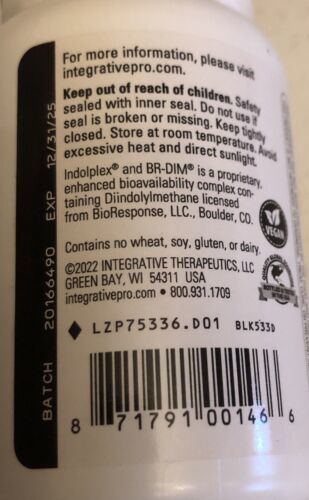 For more information, please visit
integrativepro.com.
Keep out of reach of children. Safety
sealed with inner seal. Do not use if
seal is broken or missing. Keep tightly
closed. Store at room temperature. Avoid
excessive heat and direct sunlight.
Indolplex® and BR-DIM® is a proprietary,
enhanced bioavailability complex con-
taining Diindolylmethane licensed
from BioResponse, LLC., Boulder, CO.
VEGAN
Contains no wheat, soy, gluten, or dairy.
©2022 INTEGRATIVE THERAPEUTICS, LLC
GREEN BAY, WI 54311 USA
integrativepro.com • 800.931.1709
♦ LZP75336.D01 BLK533D
8 71791 00146 6
BATCH 20166490 EXP 12/31/25